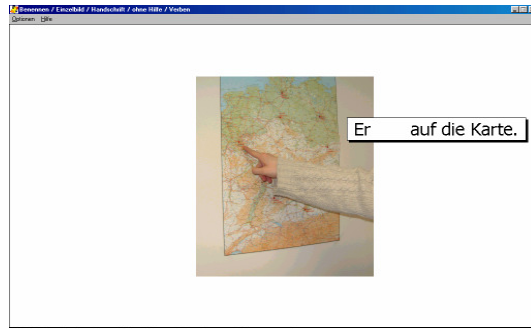 Benennen / Einzelbild / Handschrift / ohne Hilfe / Verben
Optionen Hilfe
Er auf die Karte.